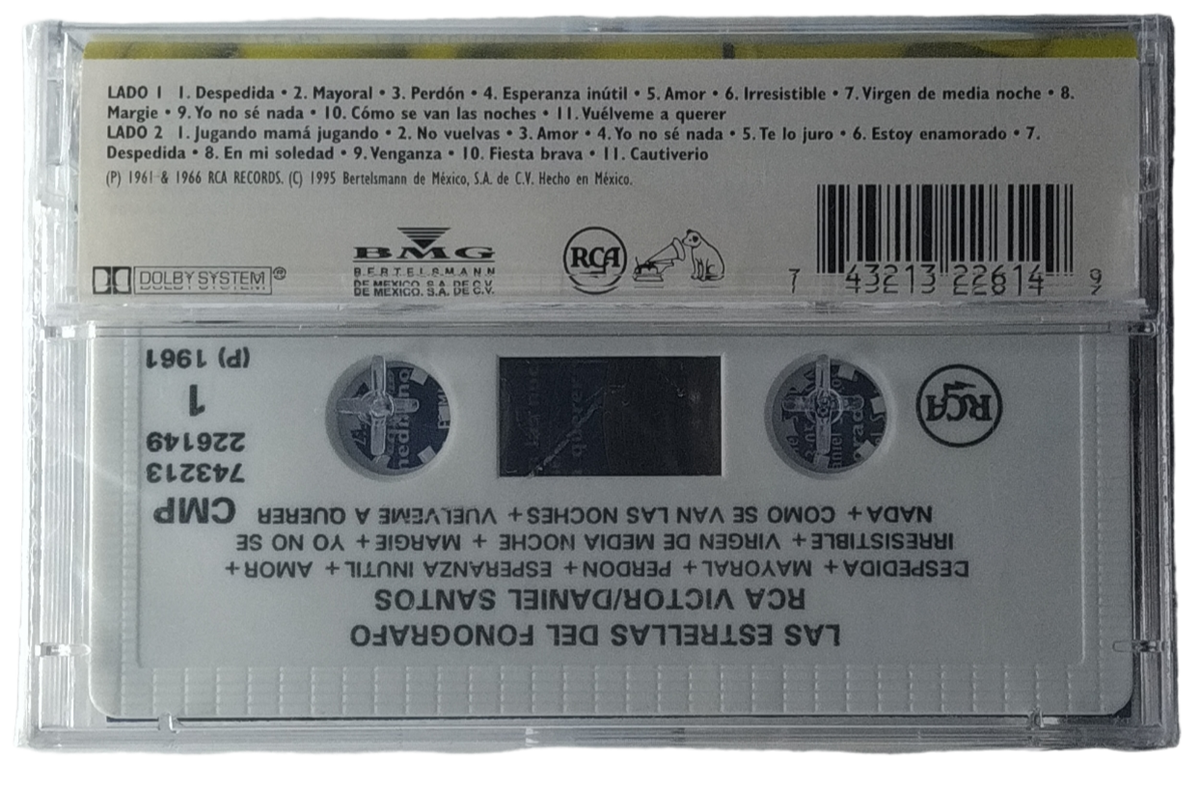 LADO 1 1. Despedida • 2. Mayoral • 3. Perdón • 4. Esperanza inútil • 5. Amor • 6. Irresistible • 7. Virgen de media noche • 8.
Margie • 9. Yo no sé nada • 10. Cómo se van las noches • 11. Vuélveme a querer
LADO 2 1. Jugando mamá jugando • 2. No vuelvas • 3. Amor • 4. Yo no sé nada • 5. Te lo juro • 6. Estoy enamorado • 7.
Despedida • 8. En mi soledad • 9. Venganza • 10. Fiesta brava • 11. Cautiverio
(P) 1961 & 1966 RCA RECORDS. (C) 1995 Bertelsmann de México, S.A. de C.V. Hecho en México.
DOLBY SYSTEM®
BMG
BERTELSMANN
DE MEXICO. S.A. DE C.V.
RCA
7 43213 22614 9
LAS ESTRELLAS DEL FONOGRAFO
RCA VICTOR/DANIEL SANTOS
DESPEDIDA + MAYORAL + PERDON + ESPERANZA INUTIL + AMOR +
IRRESISTIBLE + VIRGEN DE MEDIA NOCHE + MARGIE + YO NO SE
NADA + COMO SE VAN LAS NOCHES + VUELVEME A QUERER
CMP
743213
226149
1
(P) 1961
RCA